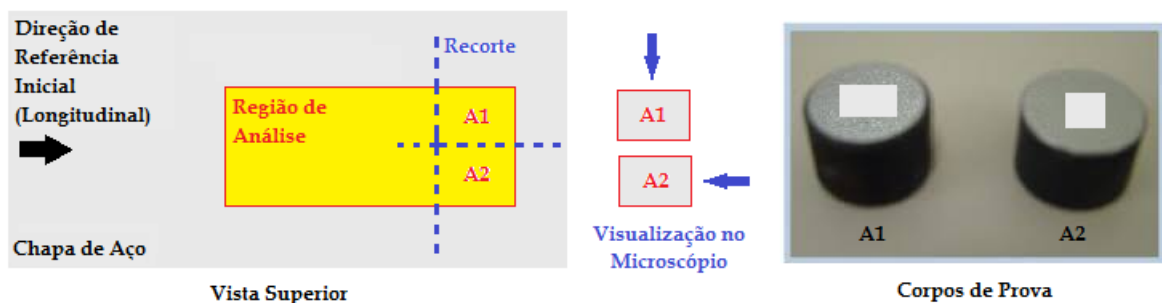 Direção de
Referência
Inicial
(Longitudinal)
Recorte
Região de
Análise
A1
A2
Chapa de Aço
Vista Superior
A1
A2
Visualização no
Microscópio
A1
A2
Corpos de Prova